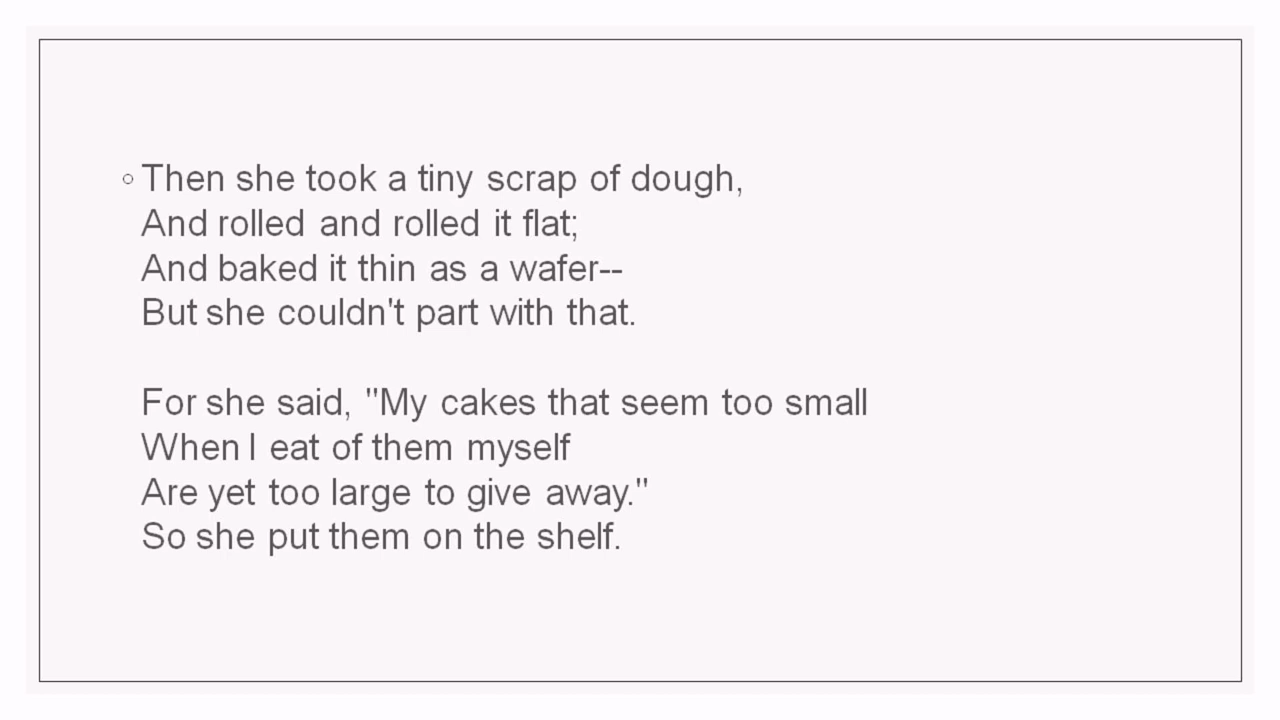 Then she took a tiny scrap of dough,
And rolled and rolled it flat;
And baked it thin as a wafer--
But she couldn't part with that.
For she said, "My cakes that seem too small
When I eat of them myself
Are yet too large to give away."
So she put them on the shelf.